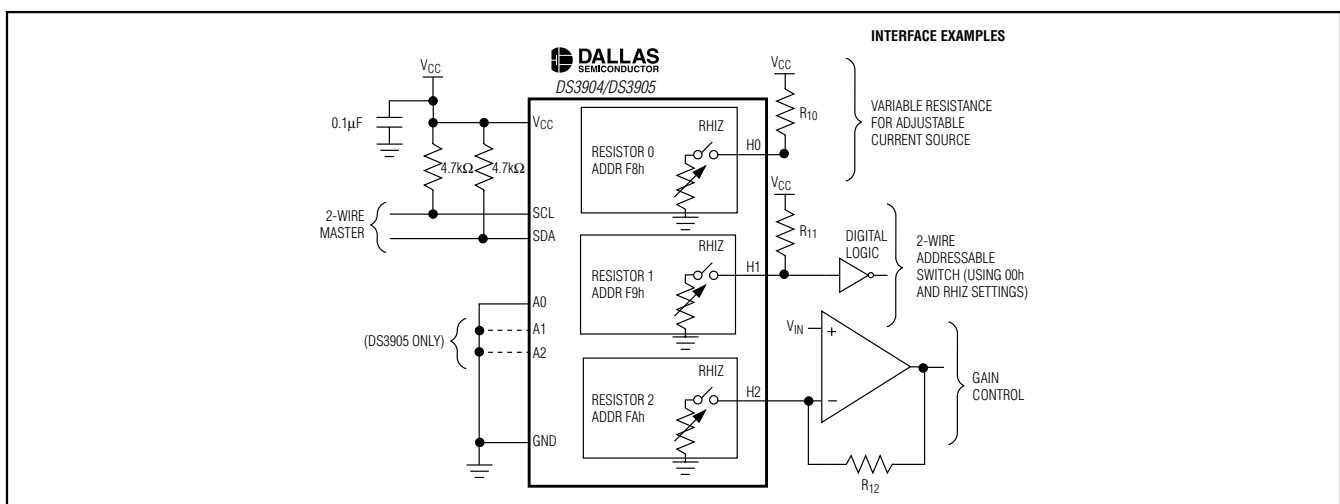 INTERFACE EXAMPLES
DALLAS
SEMICONDUCTOR
DS3904/DS3905
VCC
0.1μF
4.7kΩ
4.7kΩ
2-WIRE
MASTER
VCC
SCL
SDA
A0
A1
A2
(DS3905 ONLY)
GND
RESISTOR 0
ADDR F8h
RHIZ
H0
VCC
R10
VARIABLE RESISTANCE
FOR ADJUSTABLE
CURRENT SOURCE
RESISTOR 1
ADDR F9h
RHIZ
H1
VCC
R11
DIGITAL
LOGIC
2-WIRE
ADDRESSABLE
SWITCH (USING 00h
AND RHIZ SETTINGS)
RESISTOR 2
ADDR FAh
RHIZ
H2
VIN
+
−
R12
GAIN
CONTROL